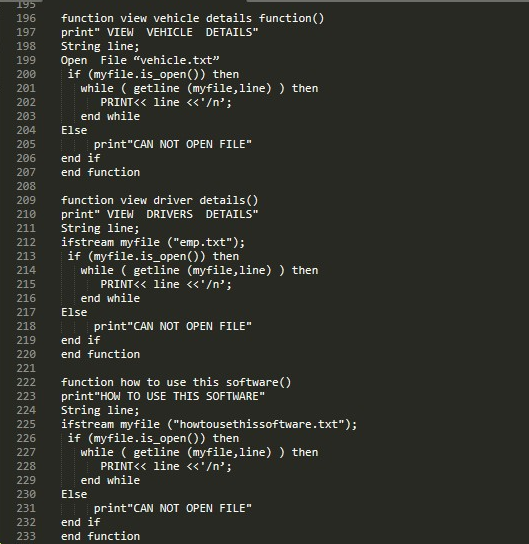 195
196 function view vehicle details function()
197 print" VIEW  VEHICLE  DETAILS"
198 String line;
199 Open  File “vehicle.txt”
200  if (myfile.is_open()) then
201    while ( getline (myfile,line) ) then
202       PRINT<< line <<'/n’;
203    end while
204 Else
205      print"CAN NOT OPEN FILE"
206 end if
207 end function
208
209 function view driver details()
210 print" VIEW  DRIVERS  DETAILS"
211 String line;
212 ifstream myfile ("emp.txt");
213  if (myfile.is_open()) then
214    while ( getline (myfile,line) ) then
215       PRINT<< line <<'/n’;
216    end while
217 Else
218      print"CAN NOT OPEN FILE"
219 end if
220 end function
221
222 function how to use this software()
223 print"HOW TO USE THIS SOFTWARE"
224 String line;
225 ifstream myfile ("howtousethissoftware.txt");
226  if (myfile.is_open()) then
227    while ( getline (myfile,line) ) then
228       PRINT<< line <<'/n’;
229    end while
230 Else
231      print"CAN NOT OPEN FILE"
232 end if
233 end function